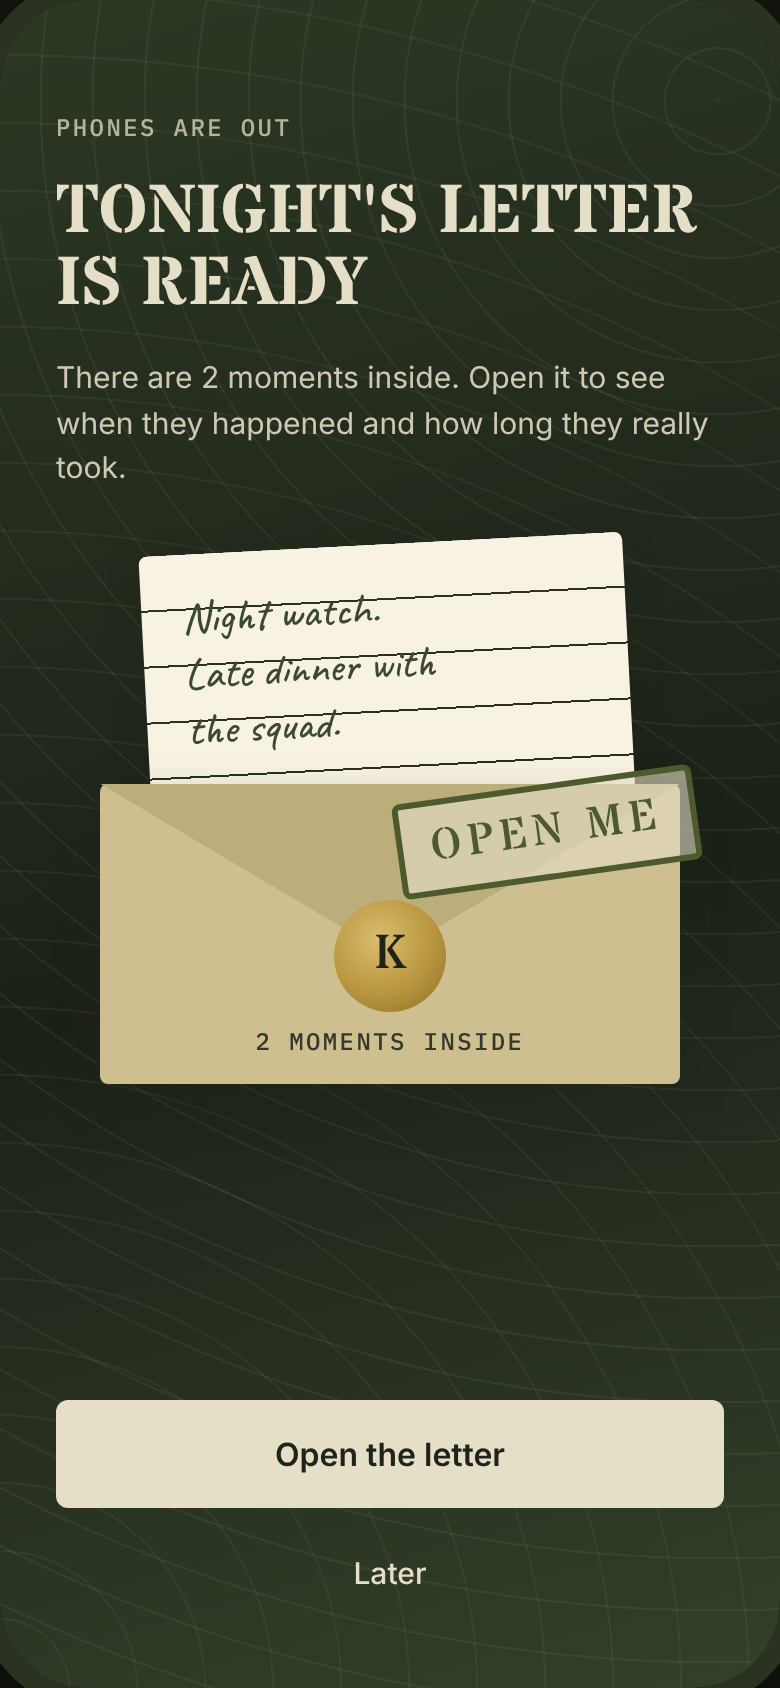 PHONES ARE OUT
TONIGHT'S LETTER
IS READY
There are 2 moments inside. Open it to see
when they happened and how long they really
took.
Night watch.
Late dinner with
the squad.
OPEN ME
K
2 MOMENTS INSIDE
Open the letter
Later